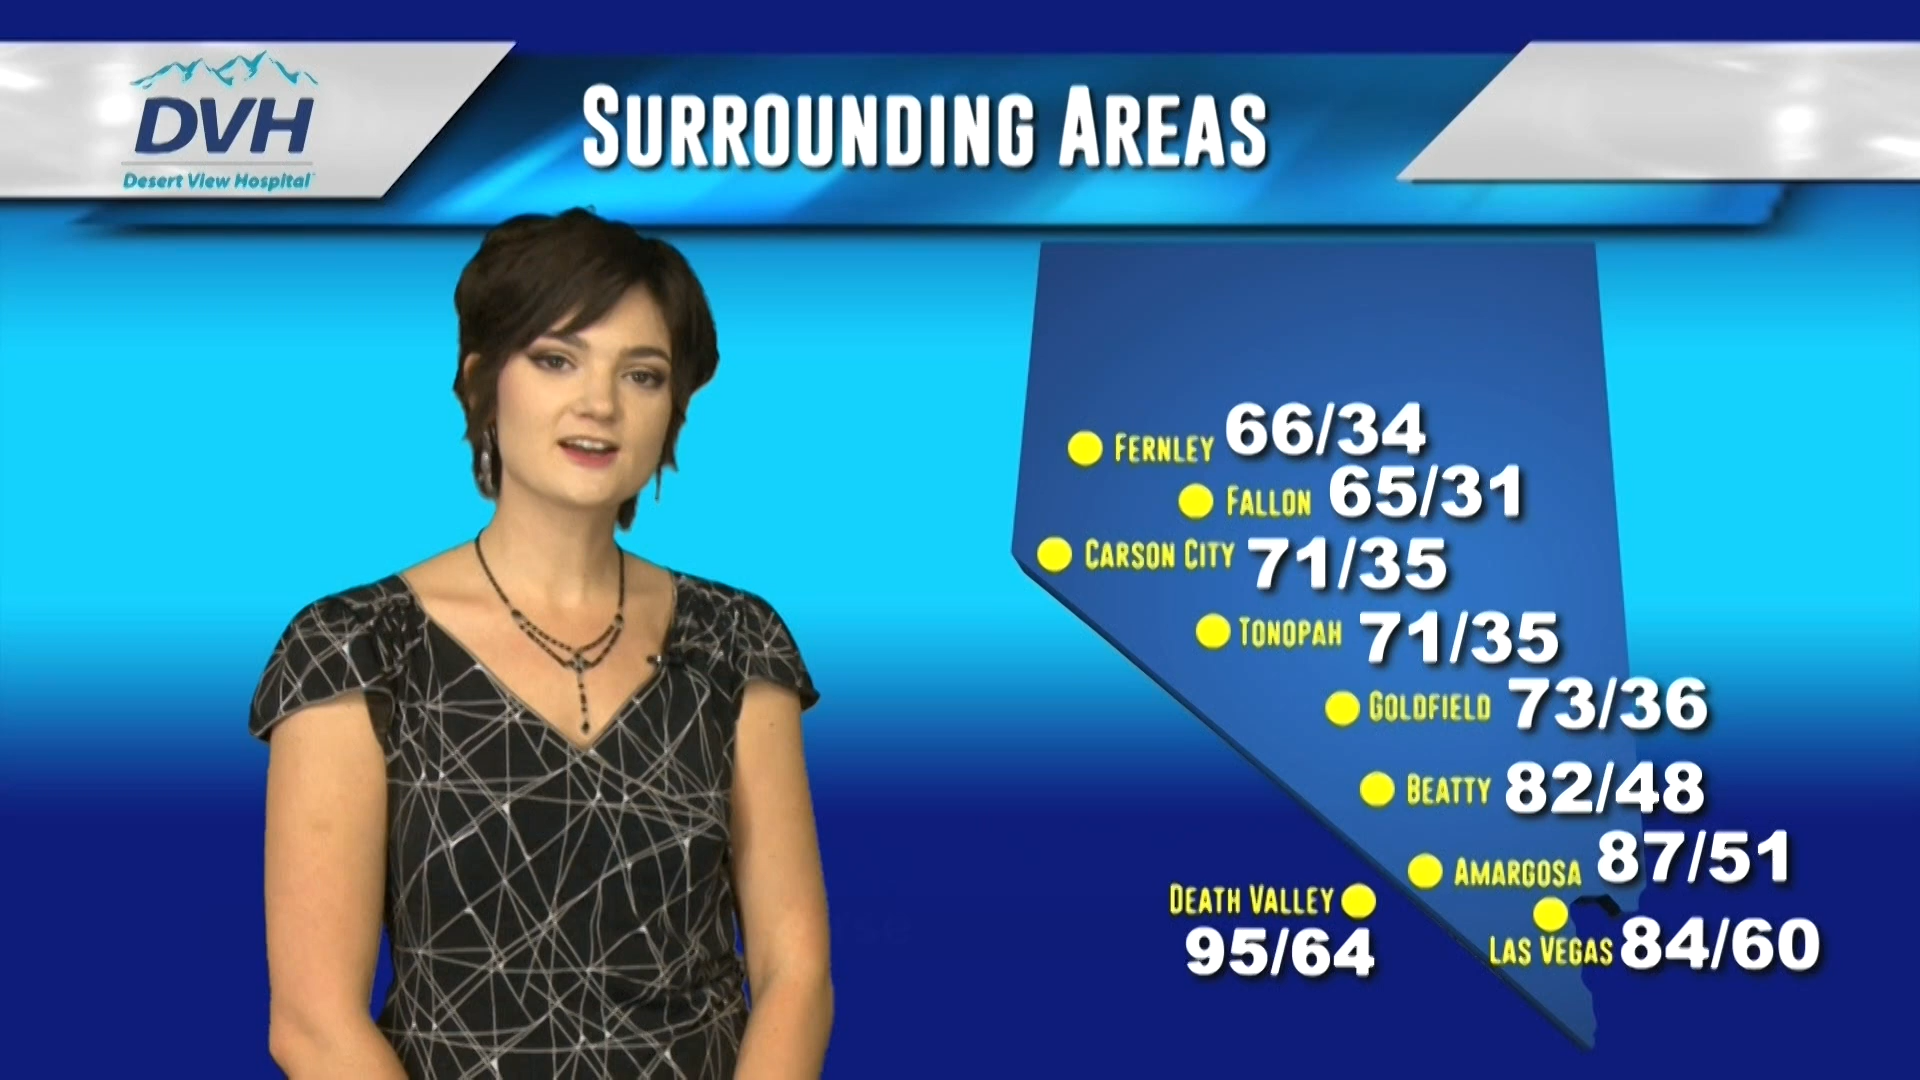 DVH
Desert View Hospital
SURROUNDING AREAS
FERNLEY 66/34
FALLON 65/31
CARSON CITY 71/35
TONOPAH 71/35
GOLDFIELD 73/36
BEATTY 82/48
AMARGOSA 87/51
DEATH VALLEY
95/64
LAS VEGAS 84/60